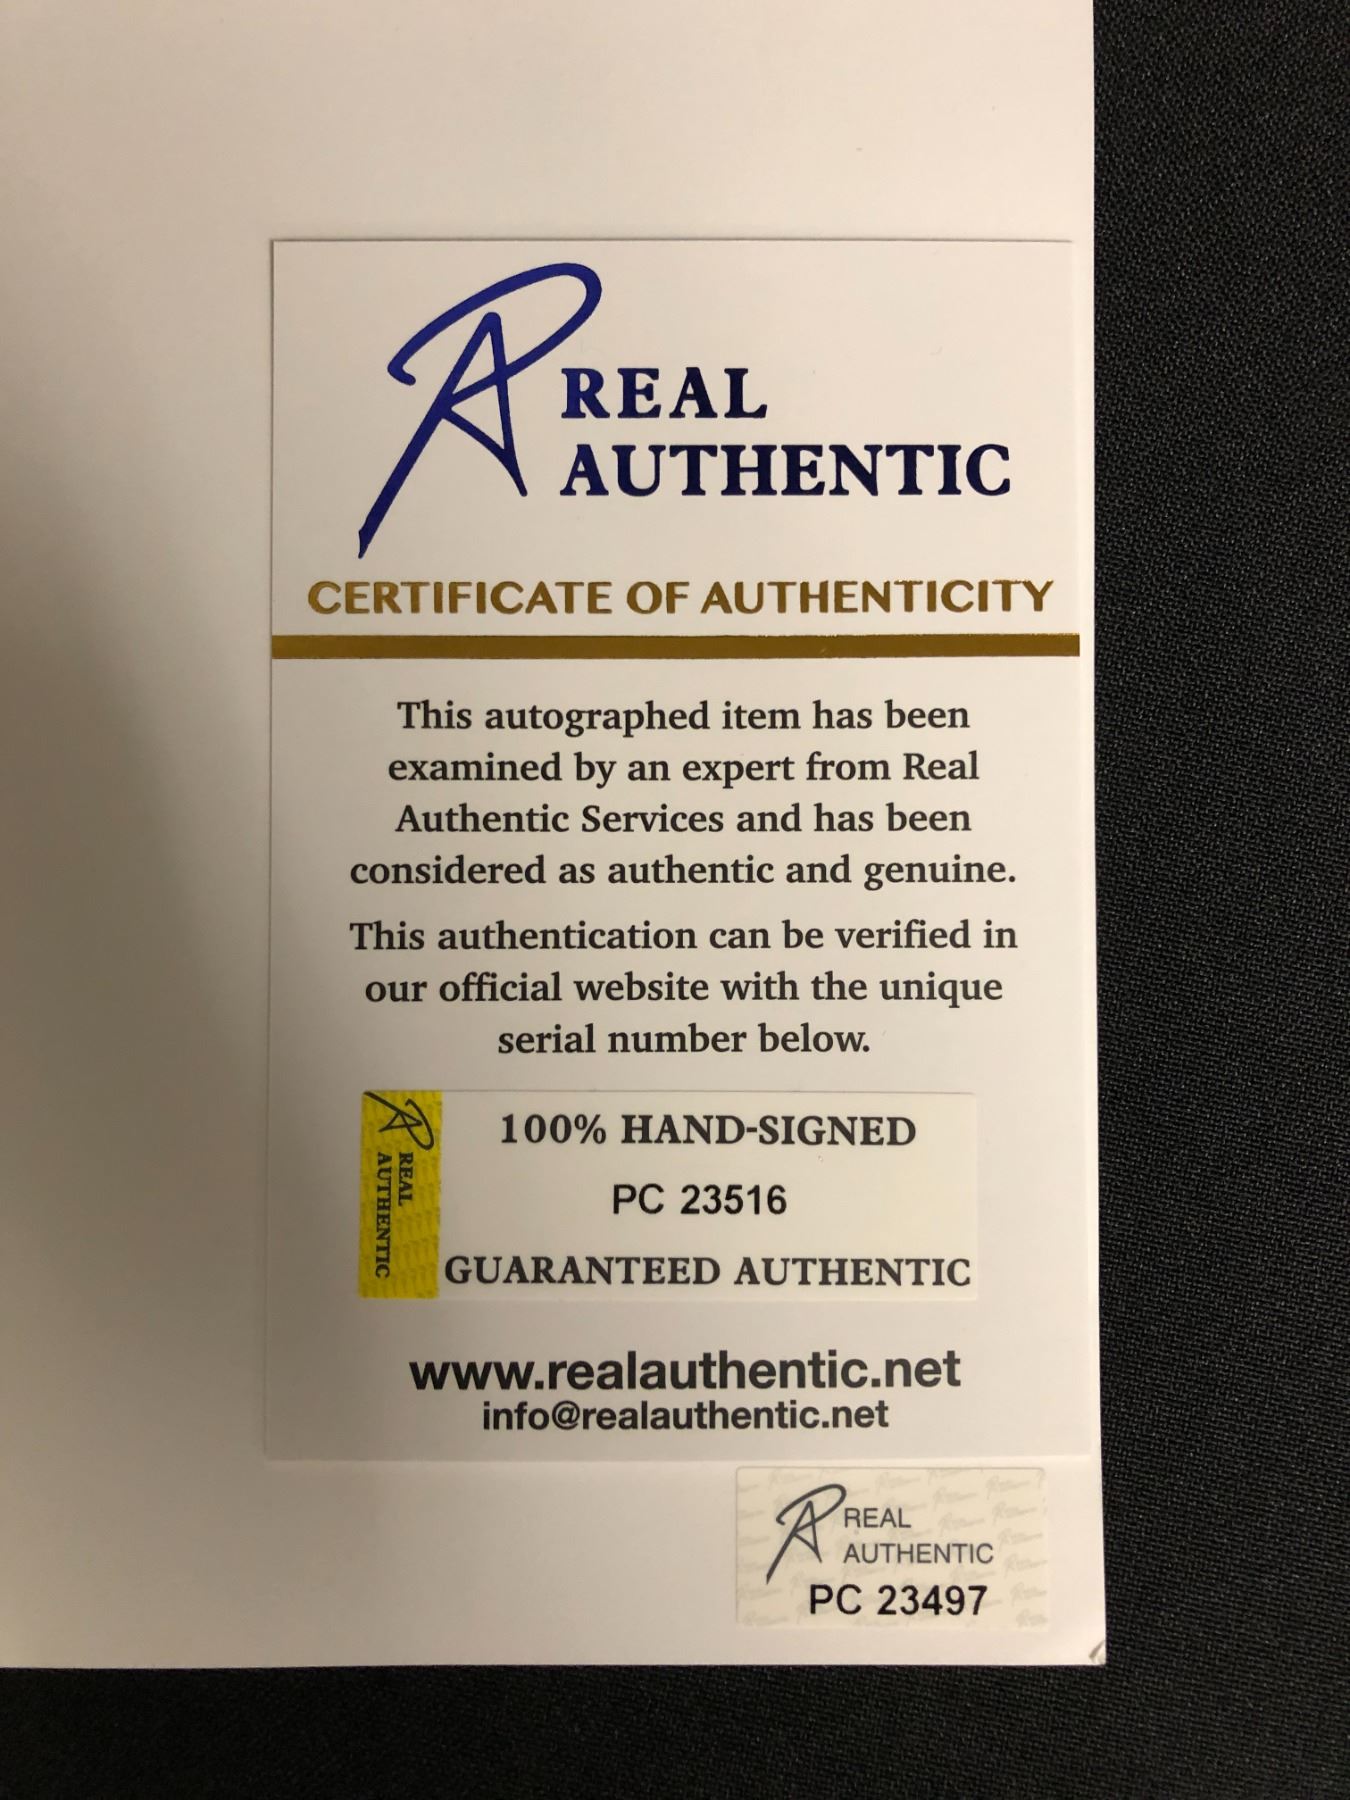 REAL
AUTHENTIC
CERTIFICATE OF AUTHENTICITY
This autographed item has been
examined by an expert from Real
Authentic Services and has been
considered as authentic and genuine.
This authentication can be verified in
our official website with the unique
serial number below.
REAL
AUTHENTIC
100% HAND-SIGNED
PC 23516
GUARANTEED AUTHENTIC
www.realauthentic.net
info@realauthentic.net
REAL
AUTHENTIC
PC 23497